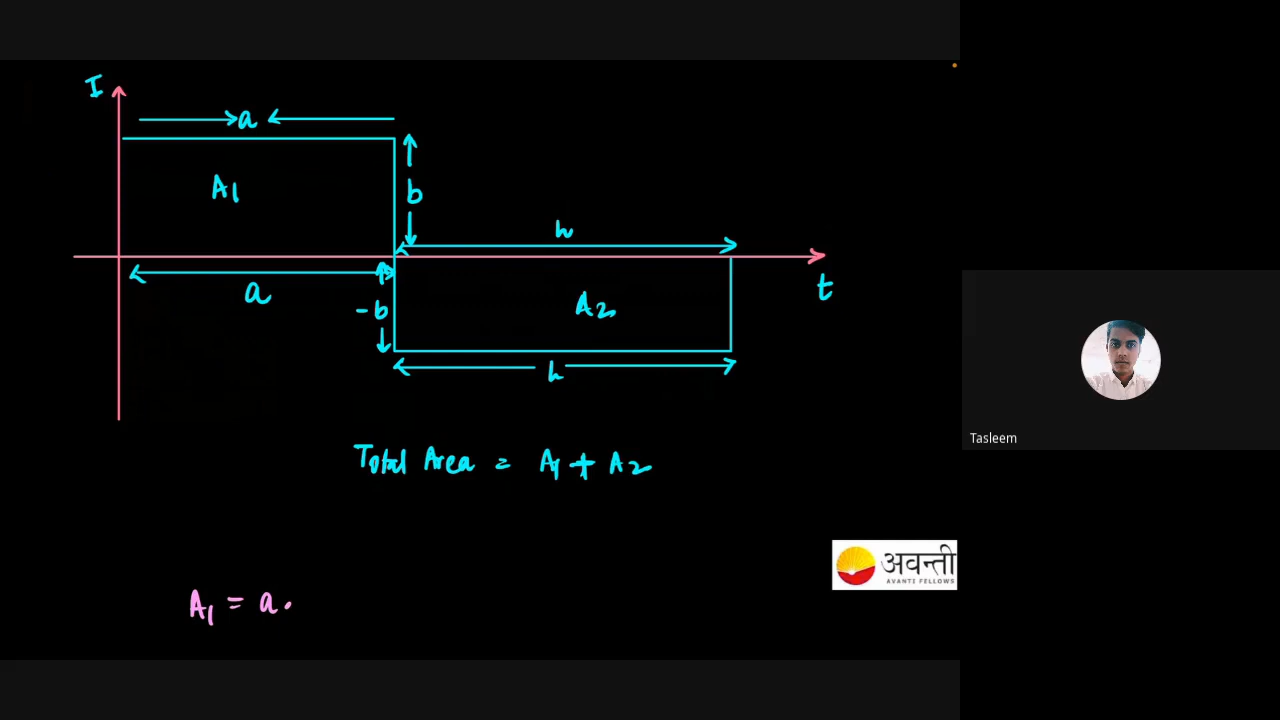 I
a
A1
b
h
a
t
-b
A2
h
Total Area = A1 + A2
A1 = a.
अवन्ती
AVANTI FELLOWS
Tasleem